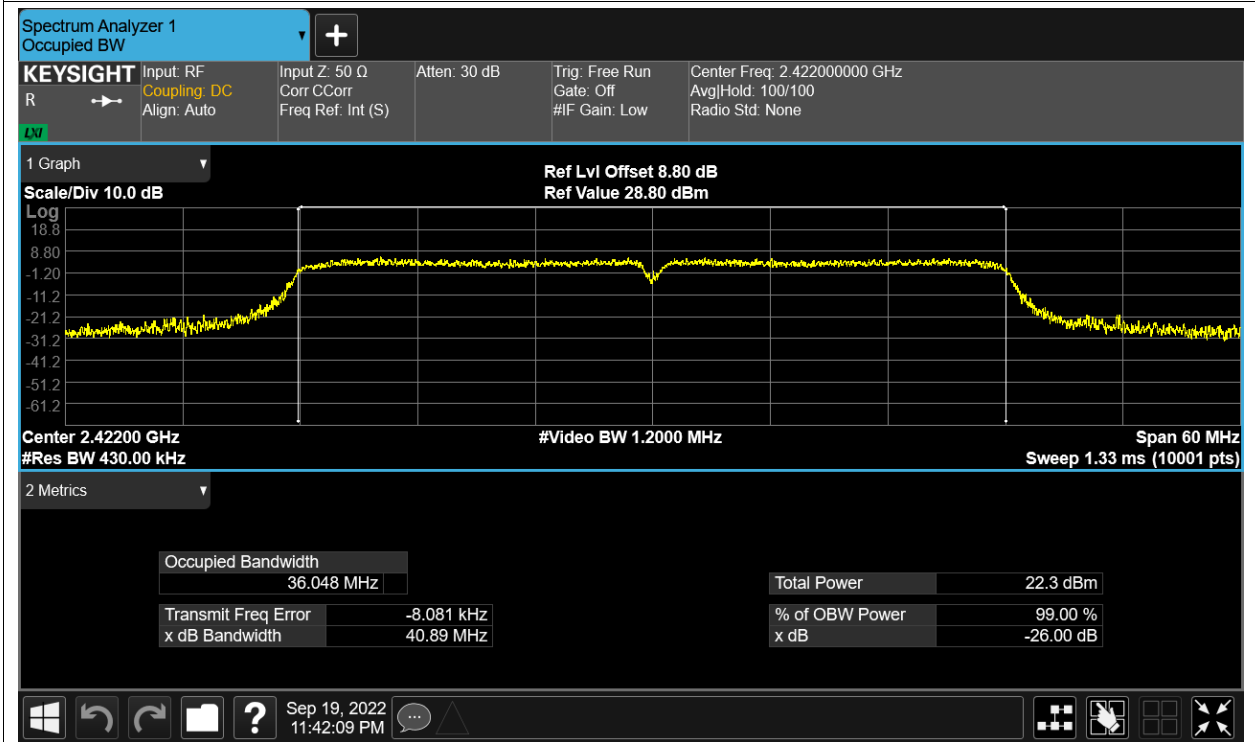 Spectrum Analyzer 1
Occupied BW
KEYSIGHT
R
LXI
Input: RF
Coupling: DC
Align: Auto
Input Z: 50 Ω
Corr CCorr
Freq Ref: Int (S)
Atten: 30 dB
Trig: Free Run
Gate: Off
#IF Gain: Low
Center Freq: 2.422000000 GHz
Avg|Hold: 100/100
Radio Std: None
1 Graph
Scale/Div 10.0 dB
Ref Lvl Offset 8.80 dB
Ref Value 28.80 dBm
Log
18.8
8.80
-1.20
-11.2
-21.2
-31.2
-41.2
-51.2
-61.2
Center 2.42200 GHz
#Video BW 1.2000 MHz
Span 60 MHz
#Res BW 430.00 kHz
Sweep 1.33 ms (10001 pts)
2 Metrics
Occupied Bandwidth
36.048 MHz
Total Power 22.3 dBm
Transmit Freq Error -8.081 kHz
% of OBW Power 99.00 %
x dB Bandwidth 40.89 MHz
x dB -26.00 dB
?
Sep 19, 2022
11:42:09 PM